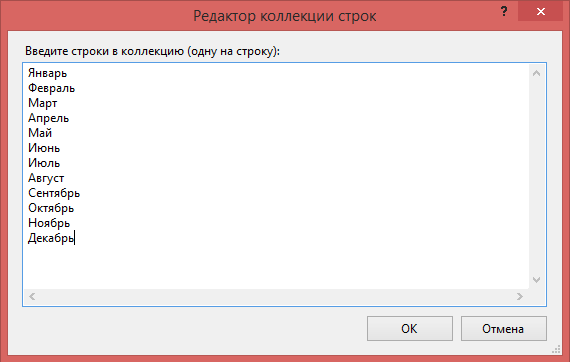 Редактор коллекции строк
?
Введите строки в коллекцию (одну на строку):
Январь
Февраль
Март
Апрель
Май
Июнь
Июль
Август
Сентябрь
Октябрь
Ноябрь
Декабрь
ОК
Отмена